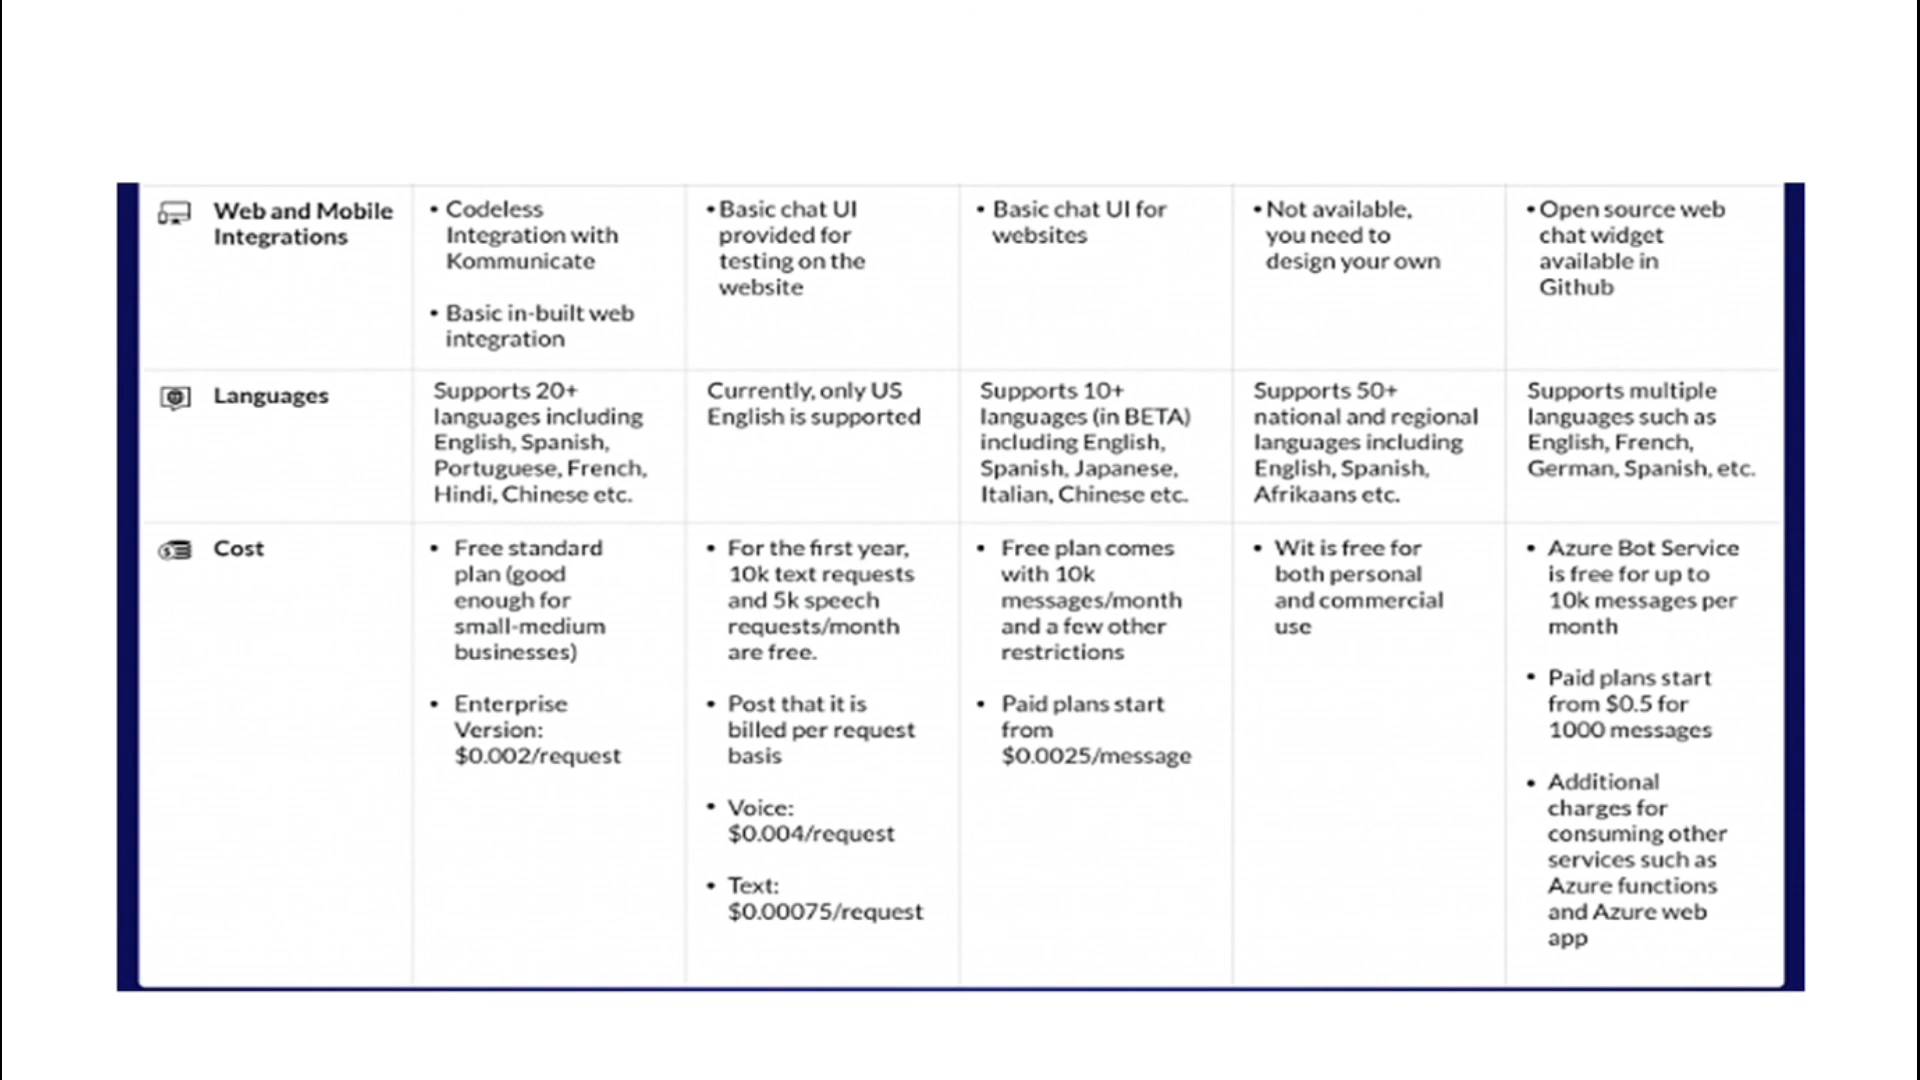 Web and Mobile
Integrations
• Codeless
Integration with
Kommunicate
• Basic in-built web
integration
• Basic chat UI
provided for
testing on the
website
• Basic chat UI for
websites
• Not available,
you need to
design your own
• Open source web
chat widget
available in
Github
Languages
Supports 20+
languages including
English, Spanish,
Portuguese, French,
Hindi, Chinese etc.
Currently, only US
English is supported
Supports 10+
languages (in BETA)
including English,
Spanish, Japanese,
Italian, Chinese etc.
Supports 50+
national and regional
languages including
English, Spanish,
Afrikaans etc.
Supports multiple
languages such as
English, French,
German, Spanish, etc.
Cost
• Free standard
plan (good
enough for
small-medium
businesses)
• Enterprise
Version:
$0.002/request
• For the first year,
10k text requests
and 5k speech
requests/month
are free.
• Post that it is
billed per request
basis
• Voice:
$0.004/request
• Text:
$0.00075/request
• Free plan comes
with 10k
messages/month
and a few other
restrictions
• Paid plans start
from
$0.0025/message
• Wit is free for
both personal
and commercial
use
• Azure Bot Service
is free for up to
10k messages per
month
• Paid plans start
from $0.5 for
1000 messages
• Additional
charges for
consuming other
services such as
Azure functions
and Azure web
app